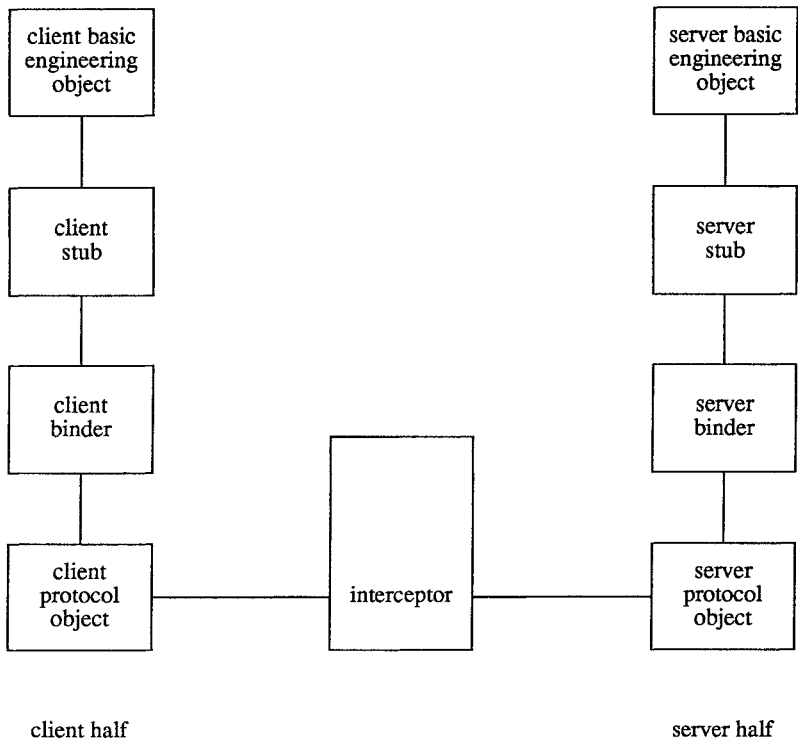 client basic
engineering
object
server basic
engineering
object
client
stub
server
stub
client
binder
server
binder
client
protocol
object
interceptor
server
protocol
object
client half
server half